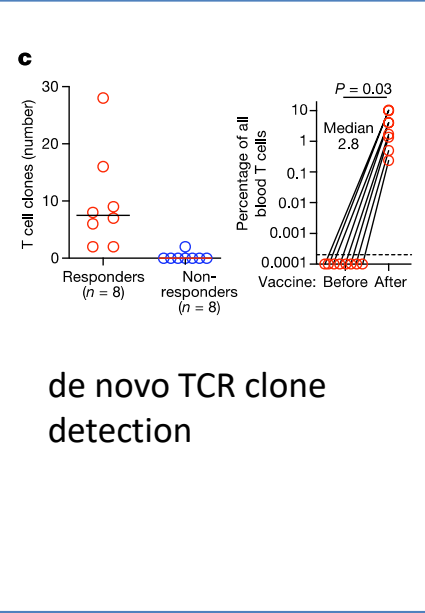 c
T cell clones (number)
30
20
10
0
Responders
(n = 8)
Non-
responders
(n = 8)
Percentage of all
blood T cells
P = 0.03
Median
2.8
10
1
0.1
0.01
0.001
0.0001
Vaccine: Before After
de novo TCR clone
detection